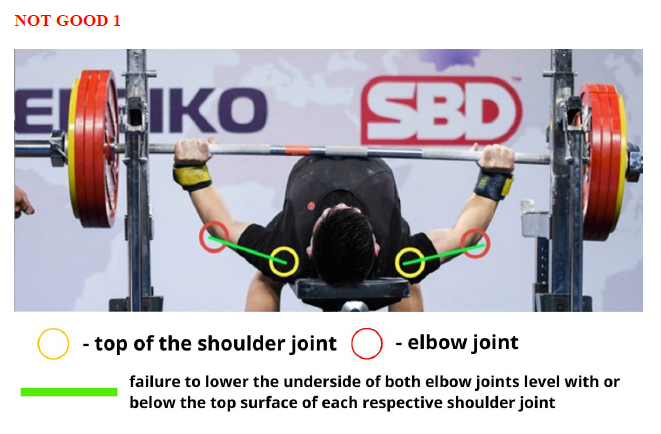 NOT GOOD 1
EIKO
SBD
- top of the shoulder joint
- elbow joint
failure to lower the underside of both elbow joints level with or
below the top surface of each respective shoulder joint